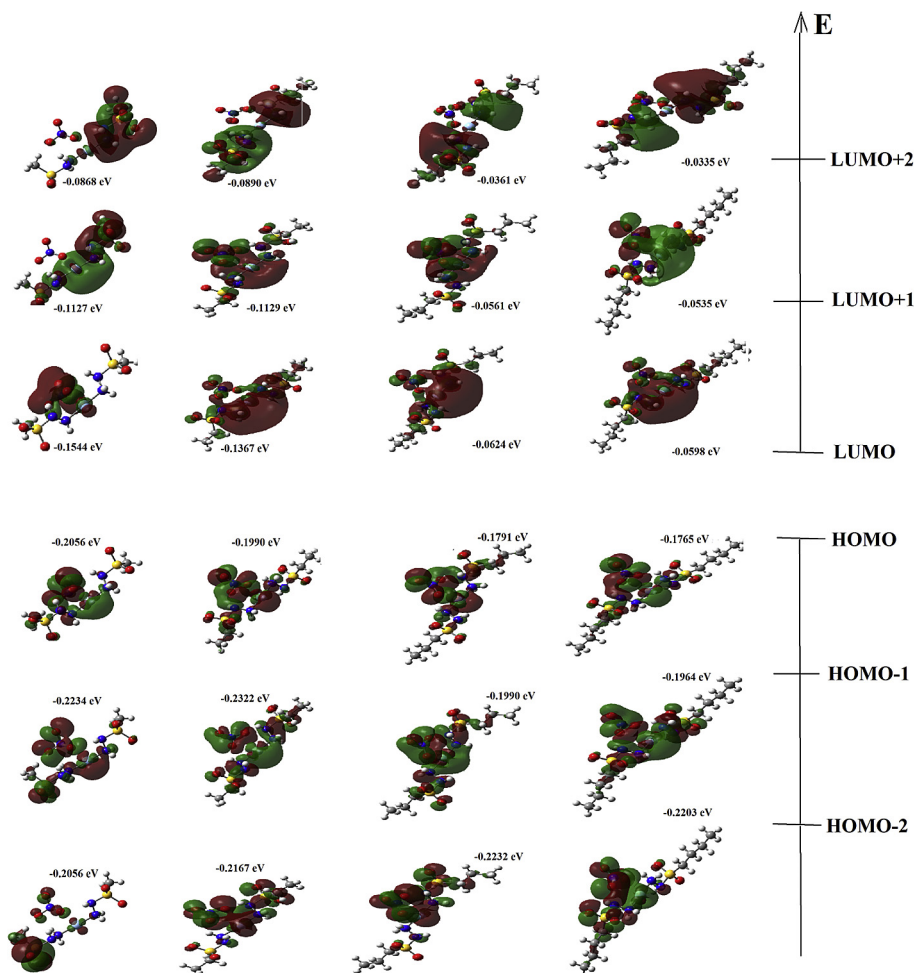 E
-0.0868 eV
-0.0890 eV
-0.0361 eV
-0.0335 eV
LUMO+2
-0.1127 eV
-0.1129 eV
-0.0561 eV
-0.0535 eV
LUMO+1
-0.1544 eV
-0.1367 eV
-0.0624 eV
-0.0598 eV
LUMO
-0.2056 eV
-0.1990 eV
-0.1791 eV
-0.1765 eV
HOMO
-0.2234 eV
-0.2322 eV
-0.1990 eV
-0.1964 eV
HOMO-1
-0.2056 eV
-0.2167 eV
-0.2232 eV
-0.2203 eV
HOMO-2